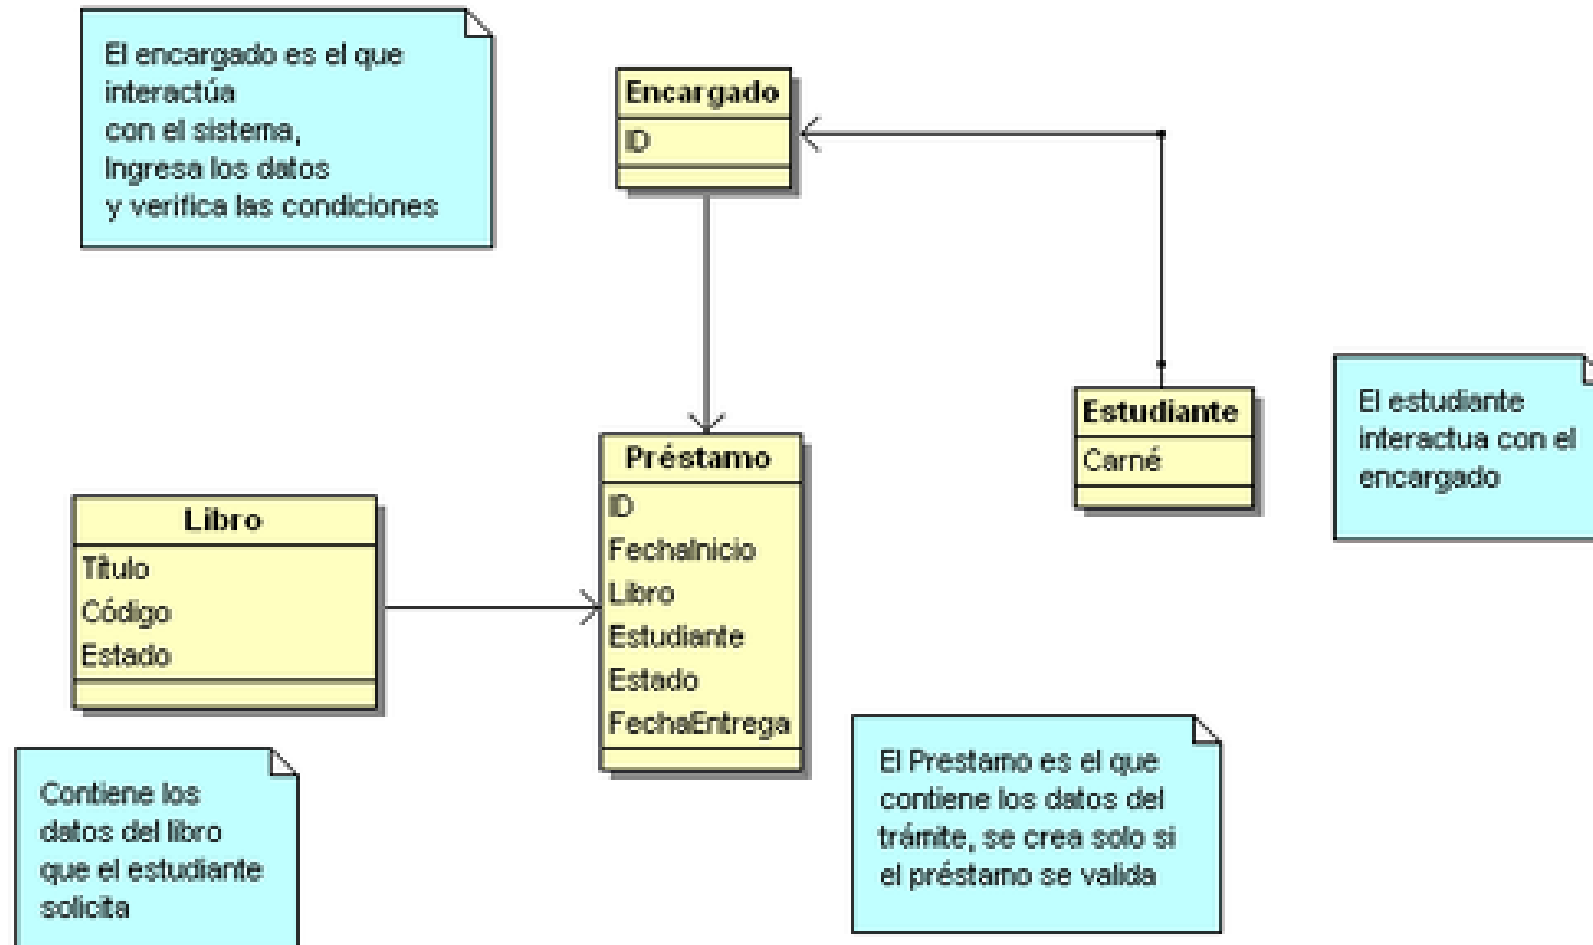 El encargado es el que
interactúa
con el sistema,
Ingresa los datos
y verifica las condiciones
Encargado
ID
Estudiante
Carné
El estudiante
interactua con el
encargado
Préstamo
ID
FechaInicio
Libro
Estudiante
Estado
FechaEntrega
Libro
Título
Código
Estado
Contiene los
datos del libro
que el estudiante
solicita
El Prestamo es el que
contiene los datos del
trámite, se crea solo si
el préstamo se valida